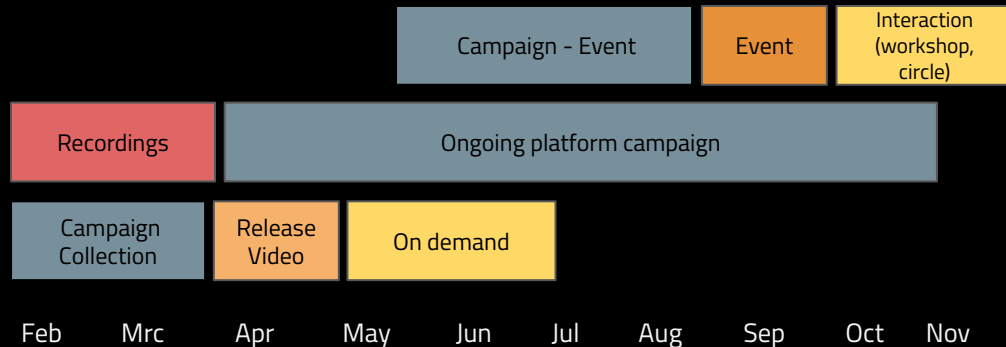 Campaign - Event
Event
Interaction
(workshop,
circle)
Recordings
Ongoing platform campaign
Campaign
Collection
Release
Video
On demand
Feb Mrc Apr May Jun Jul Aug Sep Oct Nov